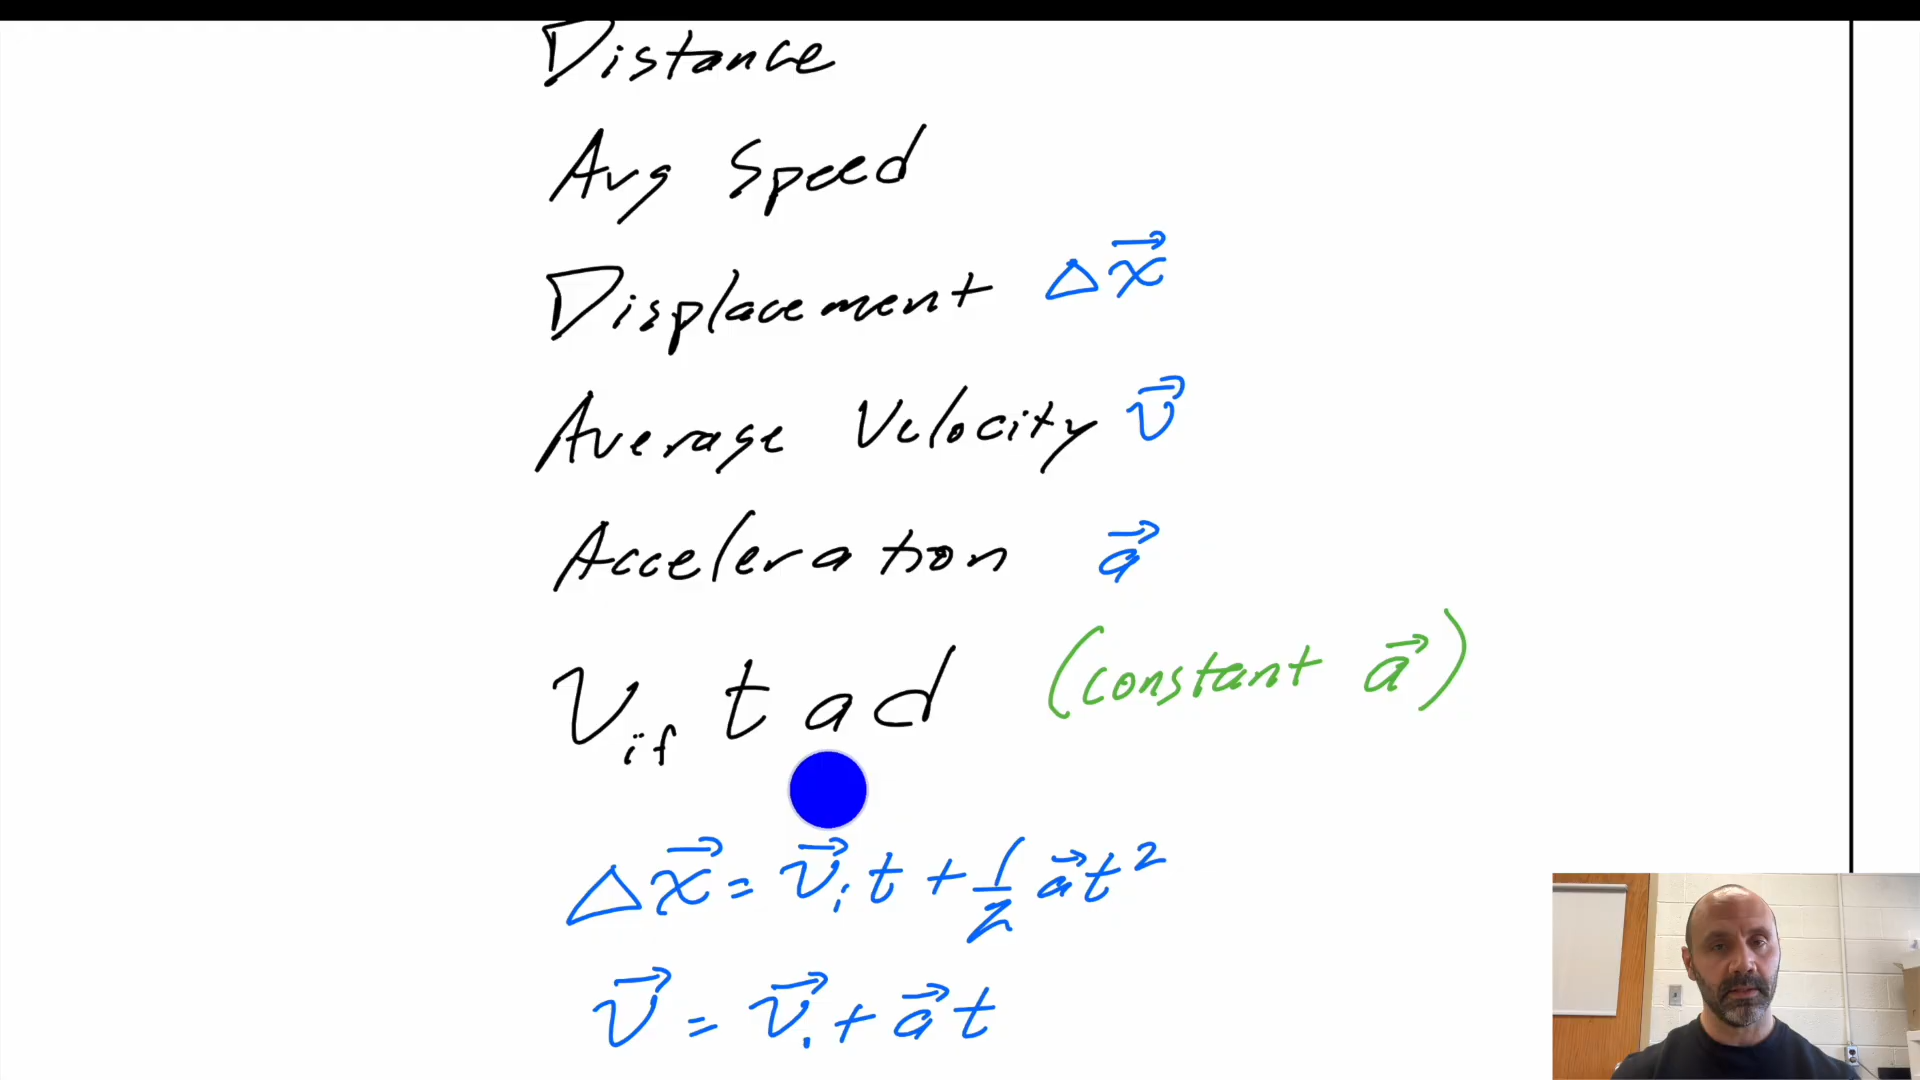 Distance
Avg Speed
Displacement Δx⃗
Average Velocity v⃗
Acceleration a⃗
Vif t a d (constant a⃗)
Δx⃗ = v⃗ᵢt + 1/2 a⃗t²
v⃗ = v⃗ᵢ + a⃗t